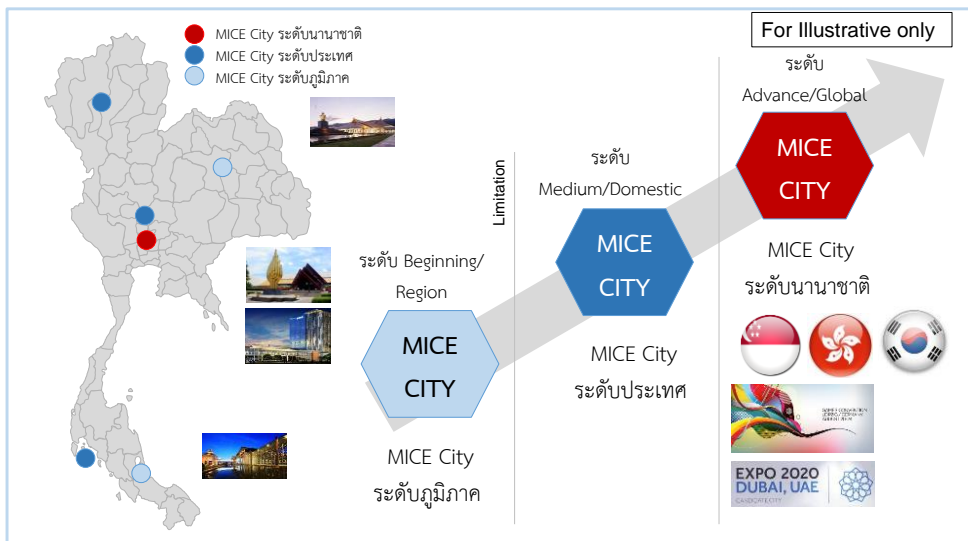 MICE City ระดับนานาชาติ
MICE City ระดับประเทศ
MICE City ระดับภูมิภาค
For Illustrative only
ระดับ
Advance/Global
MICE
CITY
MICE City
ระดับนานาชาติ
Limitation
ระดับ
Medium/Domestic
MICE
CITY
MICE City
ระดับประเทศ
ระดับ Beginning/
Region
MICE
CITY
MICE City
ระดับภูมิภาค
EXPO 2020
DUBAI, UAE
CANDIDATE CITY